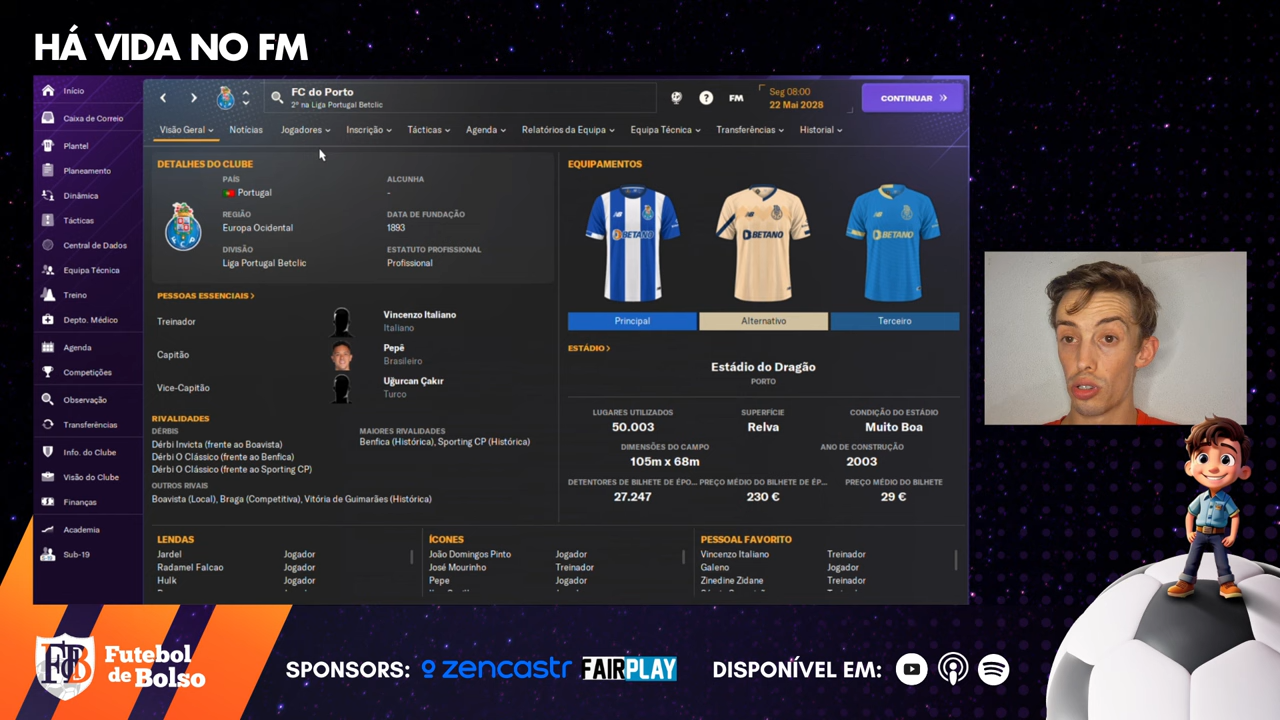 HÁ VIDA NO FM
Início
Caixa de Correio
Plantel
Planeamento
Dinâmica
Tácticas
Central de Dados
Equipa Técnica
Treino
Depto. Médico
Agenda
Competições
Observação
Transferências
Info. do Clube
Visão do Clube
Finanças
Academia
Sub-19
FC do Porto
2º na Liga Portugal Betclic
FM
Seg 08:00
22 Mai 2028
CONTINUAR
Visão Geral
Notícias
Jogadores
Inscrição
Tácticas
Agenda
Relatórios da Equipa
Equipa Técnica
Transferências
Historial
DETALHES DO CLUBE
PAÍS
Portugal
ALCUNHA
-
REGIÃO
Europa Ocidental
DATA DE FUNDAÇÃO
1893
DIVISÃO
Liga Portugal Betclic
ESTATUTO PROFISSIONAL
Profissional
PESSOAS ESSENCIAIS
Treinador
Vincenzo Italiano
Italiano
Capitão
Pepê
Brasileiro
Vice-Capitão
Uğurcan Çakır
Turco
RIVALIDADES
DÉRBIS
Dérbi Invicta (frente ao Boavista)
Dérbi O Clássico (frente ao Benfica)
Dérbi O Clássico (frente ao Sporting CP)
MAIORES RIVALIDADES
Benfica (Histórica), Sporting CP (Histórica)
OUTROS RIVAIS
Boavista (Local), Braga (Competitiva), Vitória de Guimarães (Histórica)
EQUIPAMENTOS
BETANO
BETANO
BETANO
Principal
Alternativo
Terceiro
ESTÁDIO
Estádio do Dragão
PORTO
LUGARES UTILIZADOS
50.003
SUPERFÍCIE
Relva
CONDIÇÃO DO ESTÁDIO
Muito Boa
DIMENSÕES DO CAMPO
105m x 68m
ANO DE CONSTRUÇÃO
2003
DETENTORES DE BILHETE DE ÉPO...
27.247
PREÇO MÉDIO DO BILHETE DE ÉP...
230 €
PREÇO MÉDIO DO BILHETE
29 €
LENDAS
Jardel Jogador
Radamel Falcao Jogador
Hulk Jogador
ÍCONES
João Domingos Pinto Jogador
José Mourinho Treinador
Pepe Jogador
PESSOAL FAVORITO
Vincenzo Italiano Treinador
Galeno Jogador
Zinedine Zidane Treinador
Futebol
de Bolso
SPONSORS: zencastr FAIRPLAY
DISPONÍVEL EM: